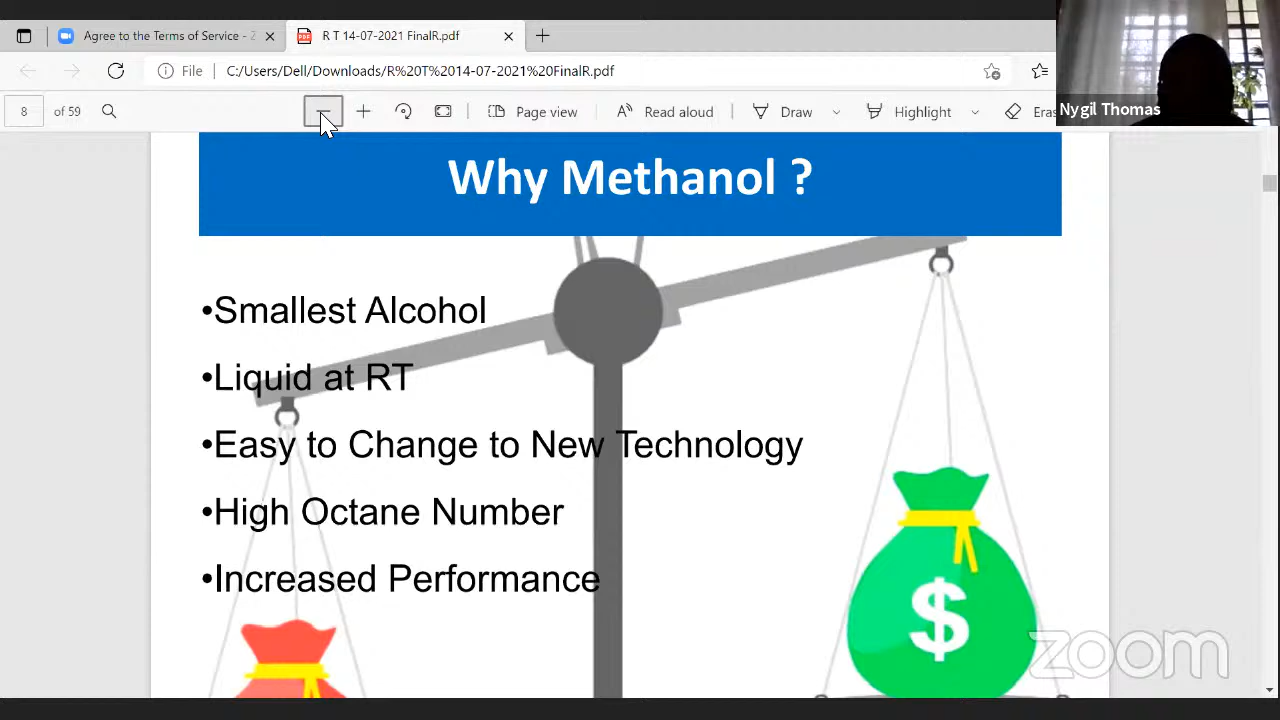 Agree to the Terms of Service - Z
R T 14-07-2021 FinalR.pdf
File
C:/Users/Dell/Downloads/R%20T%2014-07-2021%20FinalR.pdf
8 of 59
Page view
Read aloud
Draw
Highlight
Eras
Nygil Thomas
Why Methanol ?
•Smallest Alcohol
•Liquid at RT
•Easy to Change to New Technology
•High Octane Number
•Increased Performance
$
zoom